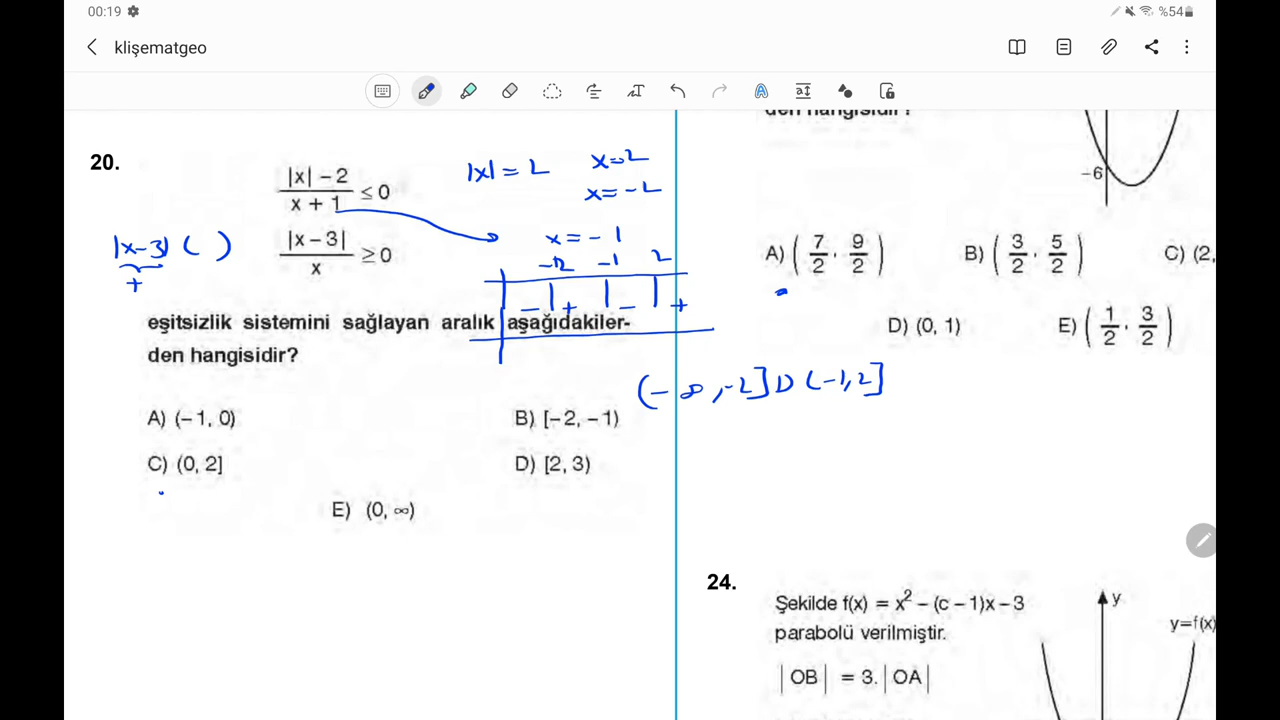 00:19
%54
klişematgeo
den hangisidir?
20.
|x| - 2
x + 1
≤ 0
|x| = 2
x=2
x=-2
|x - 3|
x
≥ 0
|x-3| ( )
+
x = -1
-2 -1 2
- + - +
eşitsizlik sistemini sağlayan aralık aşağıdakiler-
den hangisidir?
(-∞,-2] U (-1,2]
A) (- 1, 0)
B) [- 2, - 1)
C) (0, 2]
D) [2, 3)
E) (0, ∞)
-6
A) ( 7/2 , 9/2 )
B) ( 3/2 , 5/2 )
C) (2,
D) (0, 1)
E) ( 1/2 , 3/2 )
24.
Şekilde f(x) = x² - (c - 1)x - 3
parabolü verilmiştir.
|OB| = 3.|OA|
y
y=f(x)